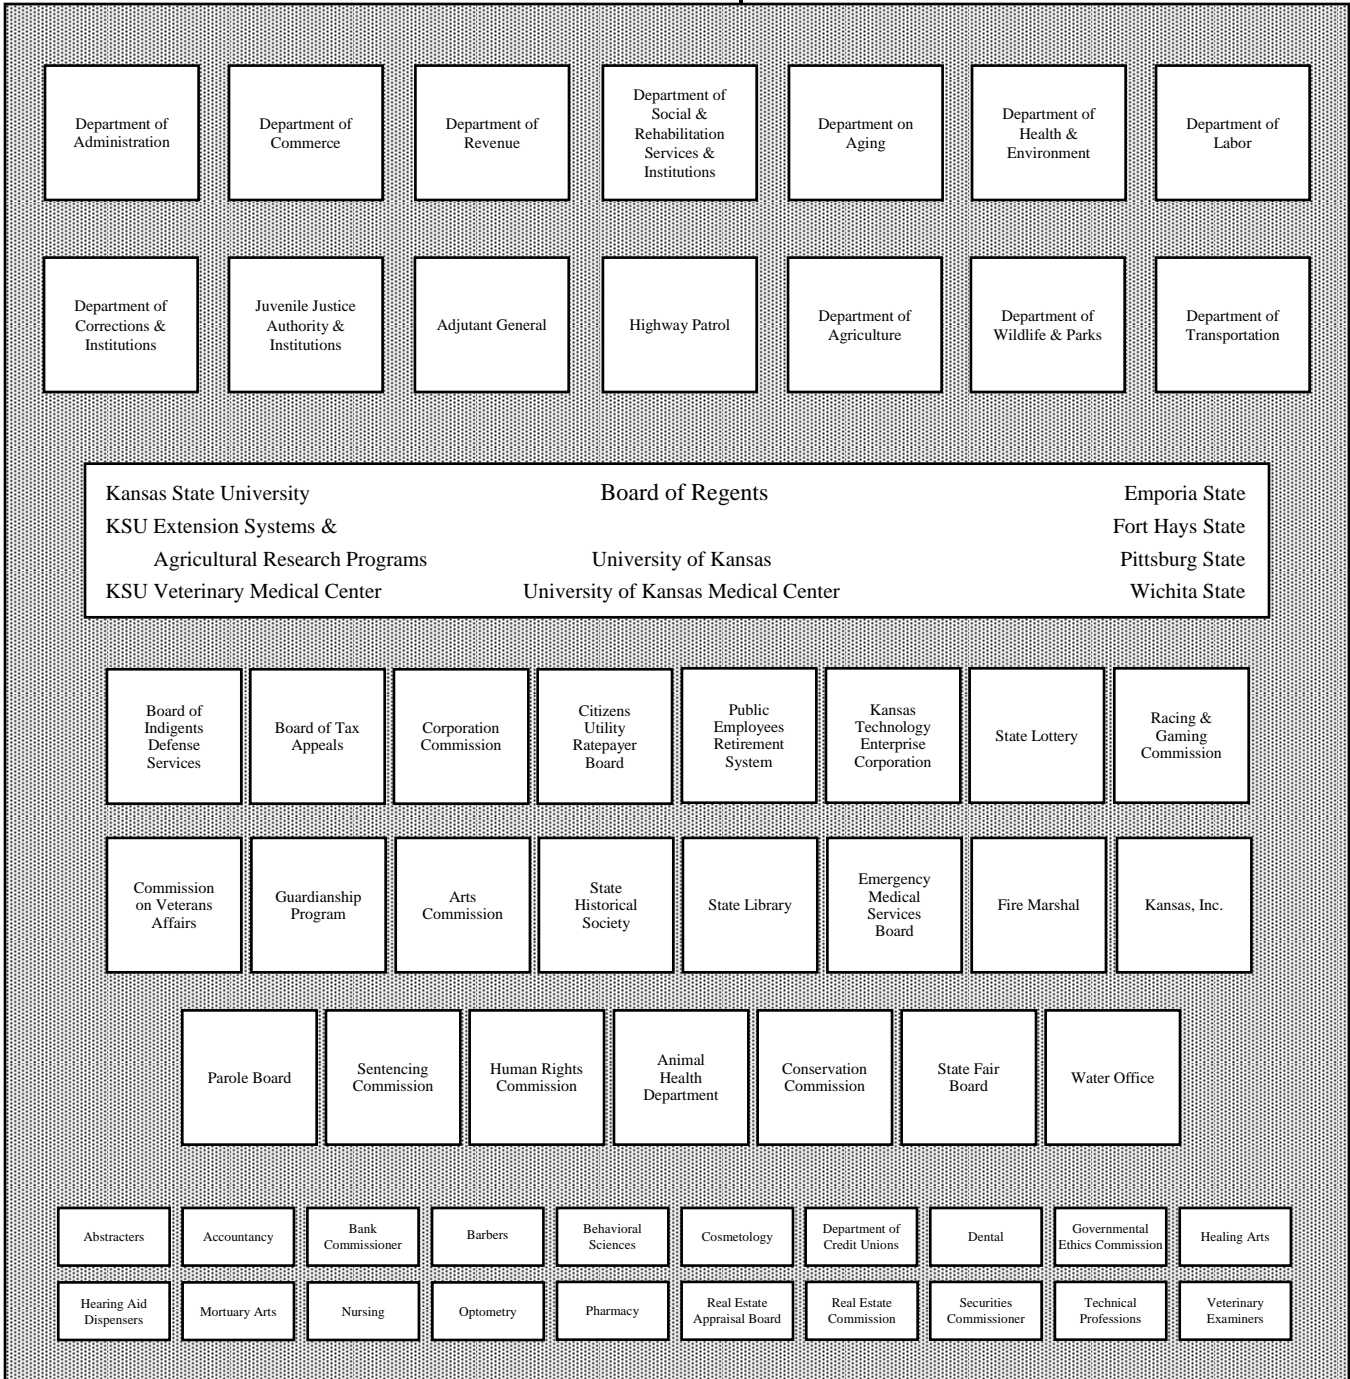 Department of
Administration
Department of
Commerce
Department of
Revenue
Department of
Social &
Rehabilitation
Services &
Institutions
Department on
Aging
Department of
Health &
Environment
Department of
Labor
Department of
Corrections &
Institutions
Juvenile Justice
Authority &
Institutions
Adjutant General
Highway Patrol
Department of
Agriculture
Department of
Wildlife & Parks
Department of
Transportation
Kansas State University
KSU Extension Systems &
Agricultural Research Programs
KSU Veterinary Medical Center
Board of Regents
University of Kansas
University of Kansas Medical Center
Emporia State
Fort Hays State
Pittsburg State
Wichita State
Board of
Indigents
Defense
Services
Board of Tax
Appeals
Corporation
Commission
Citizens
Utility
Ratepayer
Board
Public
Employees
Retirement
System
Kansas
Technology
Enterprise
Corporation
State Lottery
Racing &
Gaming
Commission
Commission
on Veterans
Affairs
Guardianship
Program
Arts
Commission
State
Historical
Society
State Library
Emergency
Medical
Services
Board
Fire Marshal
Kansas, Inc.
Parole Board
Sentencing
Commission
Human Rights
Commission
Animal
Health
Department
Conservation
Commission
State Fair
Board
Water Office
Abstracters
Accountancy
Bank
Commissioner
Barbers
Behavioral
Sciences
Cosmetology
Department of
Credit Unions
Dental
Governmental
Ethics Commission
Healing Arts
Hearing Aid
Dispensers
Mortuary Arts
Nursing
Optometry
Pharmacy
Real Estate
Appraisal Board
Real Estate
Commission
Securities
Commissioner
Technical
Professions
Veterinary
Examiners